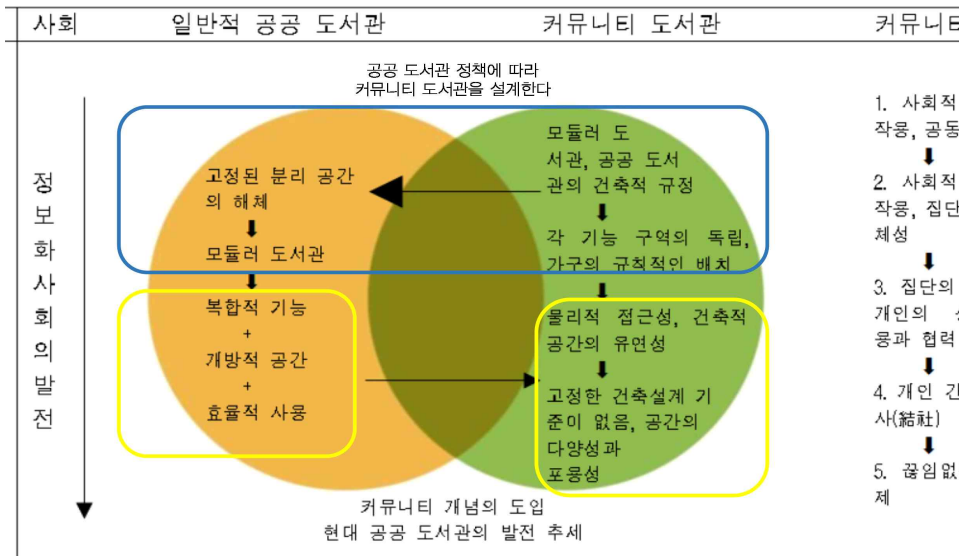 사회
일반적 공공 도서관
커뮤니티 도서관
커뮤니티
공공 도서관 정책에 따라
커뮤니티 도서관을 설계한다
정
보
화
사
회
의
발
전
고정된 분리 공간
의 해체
모듈러 도서관
복합적 기능
+
개방적 공간
+
효율적 사용
모듈러 도
서관, 공공 도서
관의 건축적 규정
각 기능 구역의 독립,
가구의 규칙적인 배치
물리적 접근성, 건축적
공간의 유연성
고정한 건축설계 기
준이 없음, 공간의
다양성과
포용성
커뮤니티 개념의 도입
현대 공공 도서관의 발전 추세
1. 사회적
작용, 공동
2. 사회적
작용, 집단
체성
3. 집단의
개인의
용과 협력
4. 개인 간
사(結社)
5. 끊임없
제